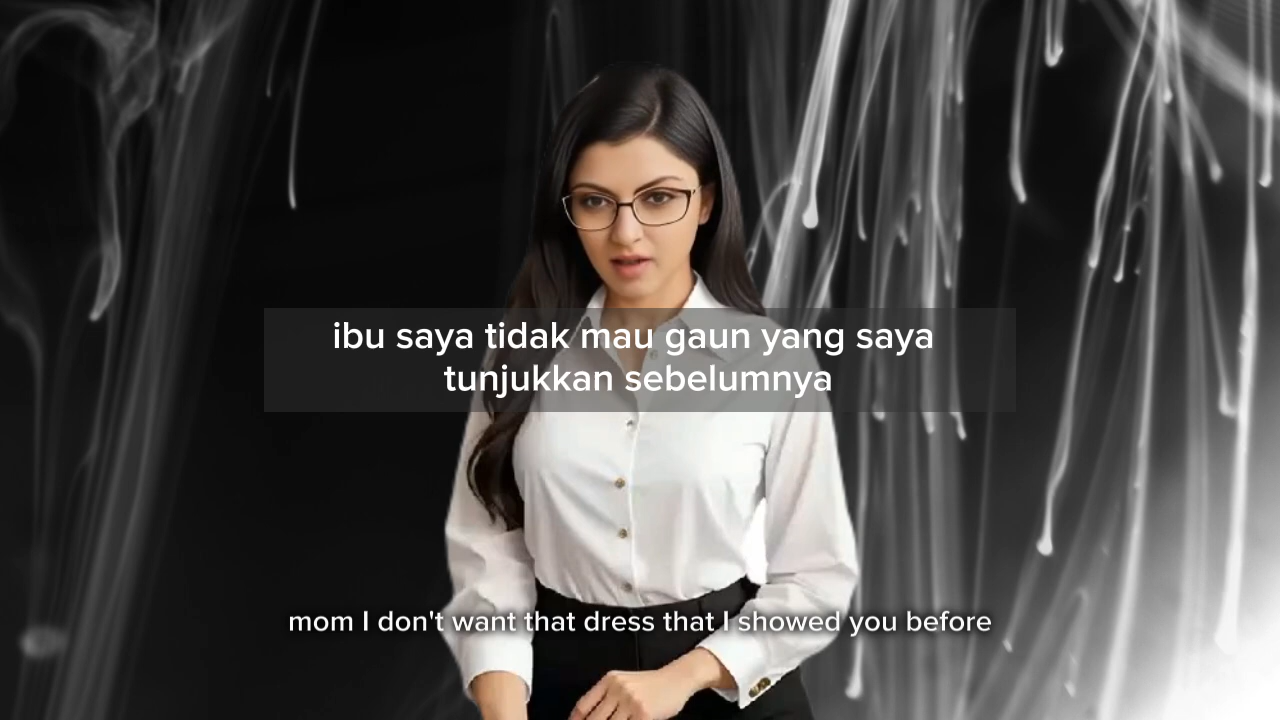 ibu saya tidak mau gaun yang saya
tunjukkan sebelumnya
mom I don't want that dress that I showed you before